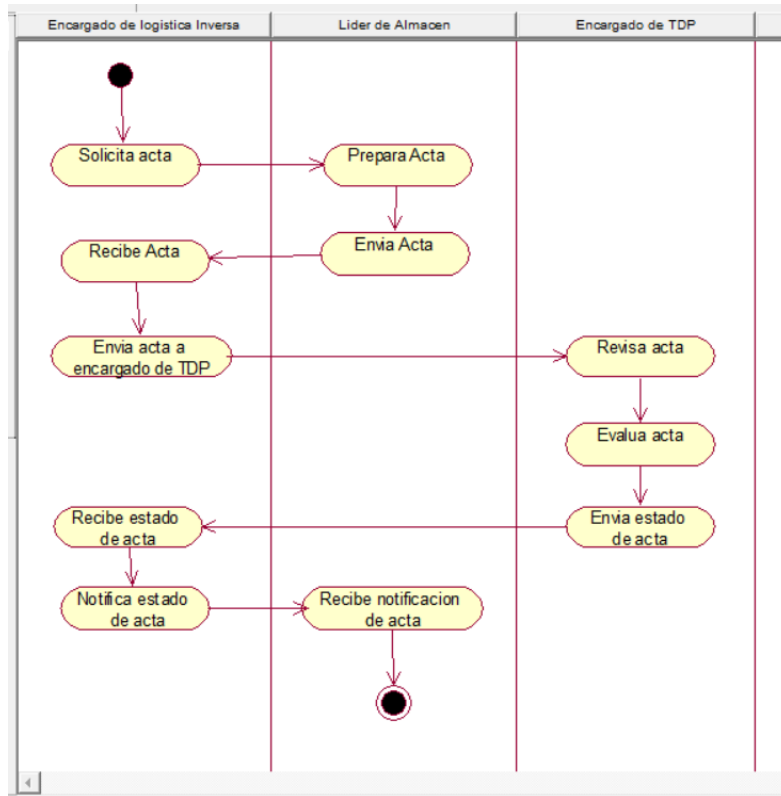 Encargado de logistica Inversa
Lider de Almacen
Encargado de TDP
Solicita acta
Prepara Acta
Envia Acta
Recibe Acta
Envia acta a
encargado de TDP
Revisa acta
Evalua acta
Envia estado
de acta
Recibe estado
de acta
Notifica estado
de acta
Recibe notificacion
de acta